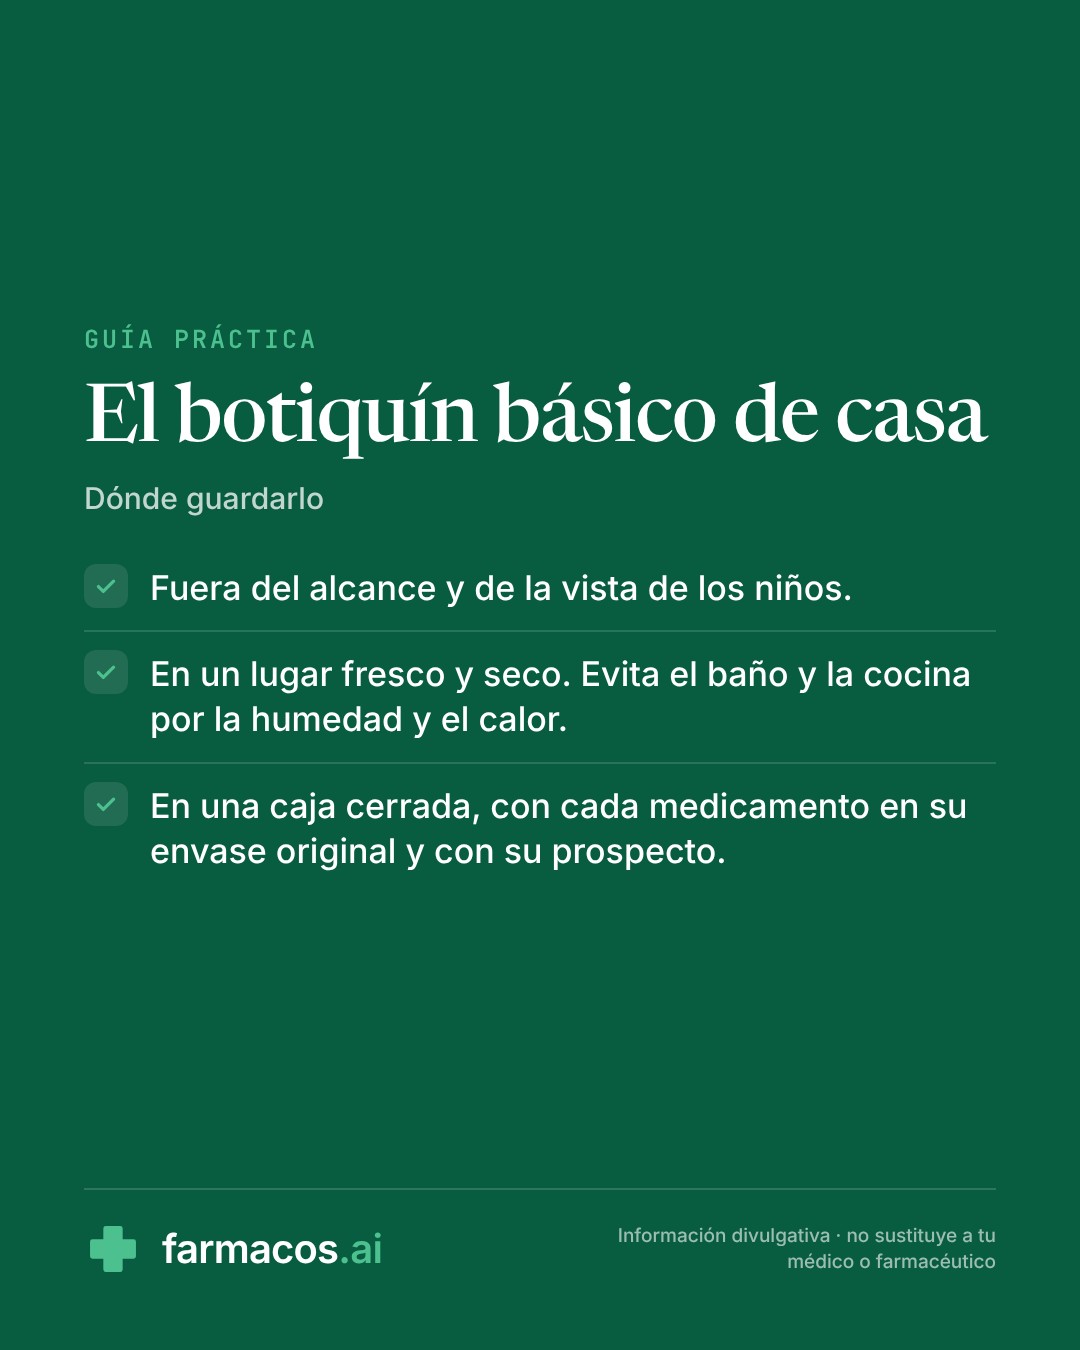 GUÍA PRÁCTICA
El botiquín básico de casa
Dónde guardarlo
Fuera del alcance y de la vista de los niños.
En un lugar fresco y seco. Evita el baño y la cocina
por la humedad y el calor.
En una caja cerrada, con cada medicamento en su
envase original y con su prospecto.
farmacos.ai
Información divulgativa · no sustituye a tu
médico o farmacéutico